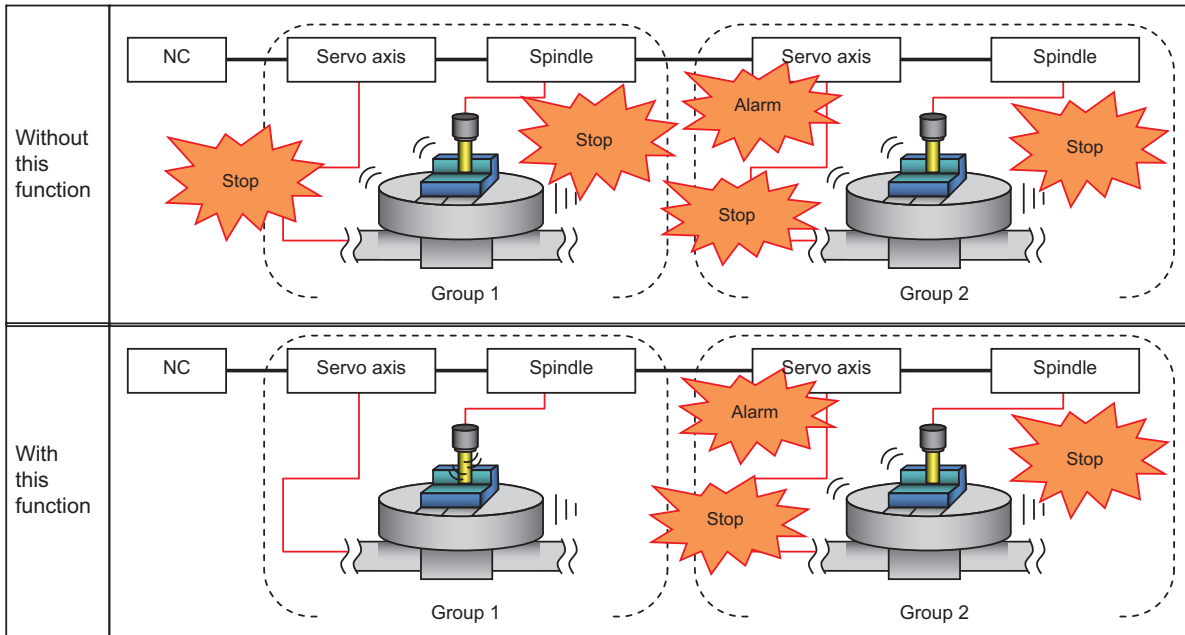 Without
this
function
NC
Servo axis
Spindle
Servo axis
Spindle
Stop
Stop
Alarm
Stop
Stop
Group 1
Group 2
With
this
function
NC
Servo axis
Spindle
Servo axis
Spindle
Alarm
Stop
Stop
Group 1
Group 2